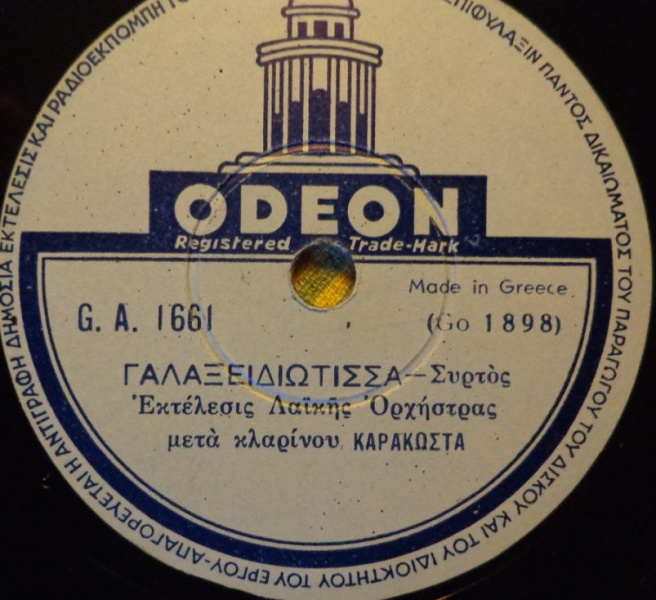 ODEON
Registered Trade-Mark
Made in Greece
G. A. 1661
(Go 1898)
ΓΑΛΑΞΕΙΔΙΩΤΙΣΣΑ – Συρτὸς
Ἐκτέλεσις Λαϊκῆς Ὀρχήστρας
μετὰ κλαρίνου ΚΑΡΑΚΩΣΤΑ
ΕΠΙΦΥΛΑΞΙΝ ΠΑΝΤΟΣ ΔΙΚΑΙΩΜΑΤΟΣ ΤΟΥ ΠΑΡΑΓΩΓΟΥ ΤΟΥ ΔΙΣΚΟΥ ΚΑΙ ΤΟΥ ΙΔΙΟΚΤΗΤΟΥ ΤΟΥ ΕΡΓΟΥ-ΑΠΑΓΟΡΕΥΕΤΑΙ Η ΑΝΤΙΓΡΑΦΗ ΔΗΜΟΣΙΑ ΕΚΤΕΛΕΣΙΣ ΚΑΙ ΡΑΔΙΟΕΚΠΟΜΠΗ